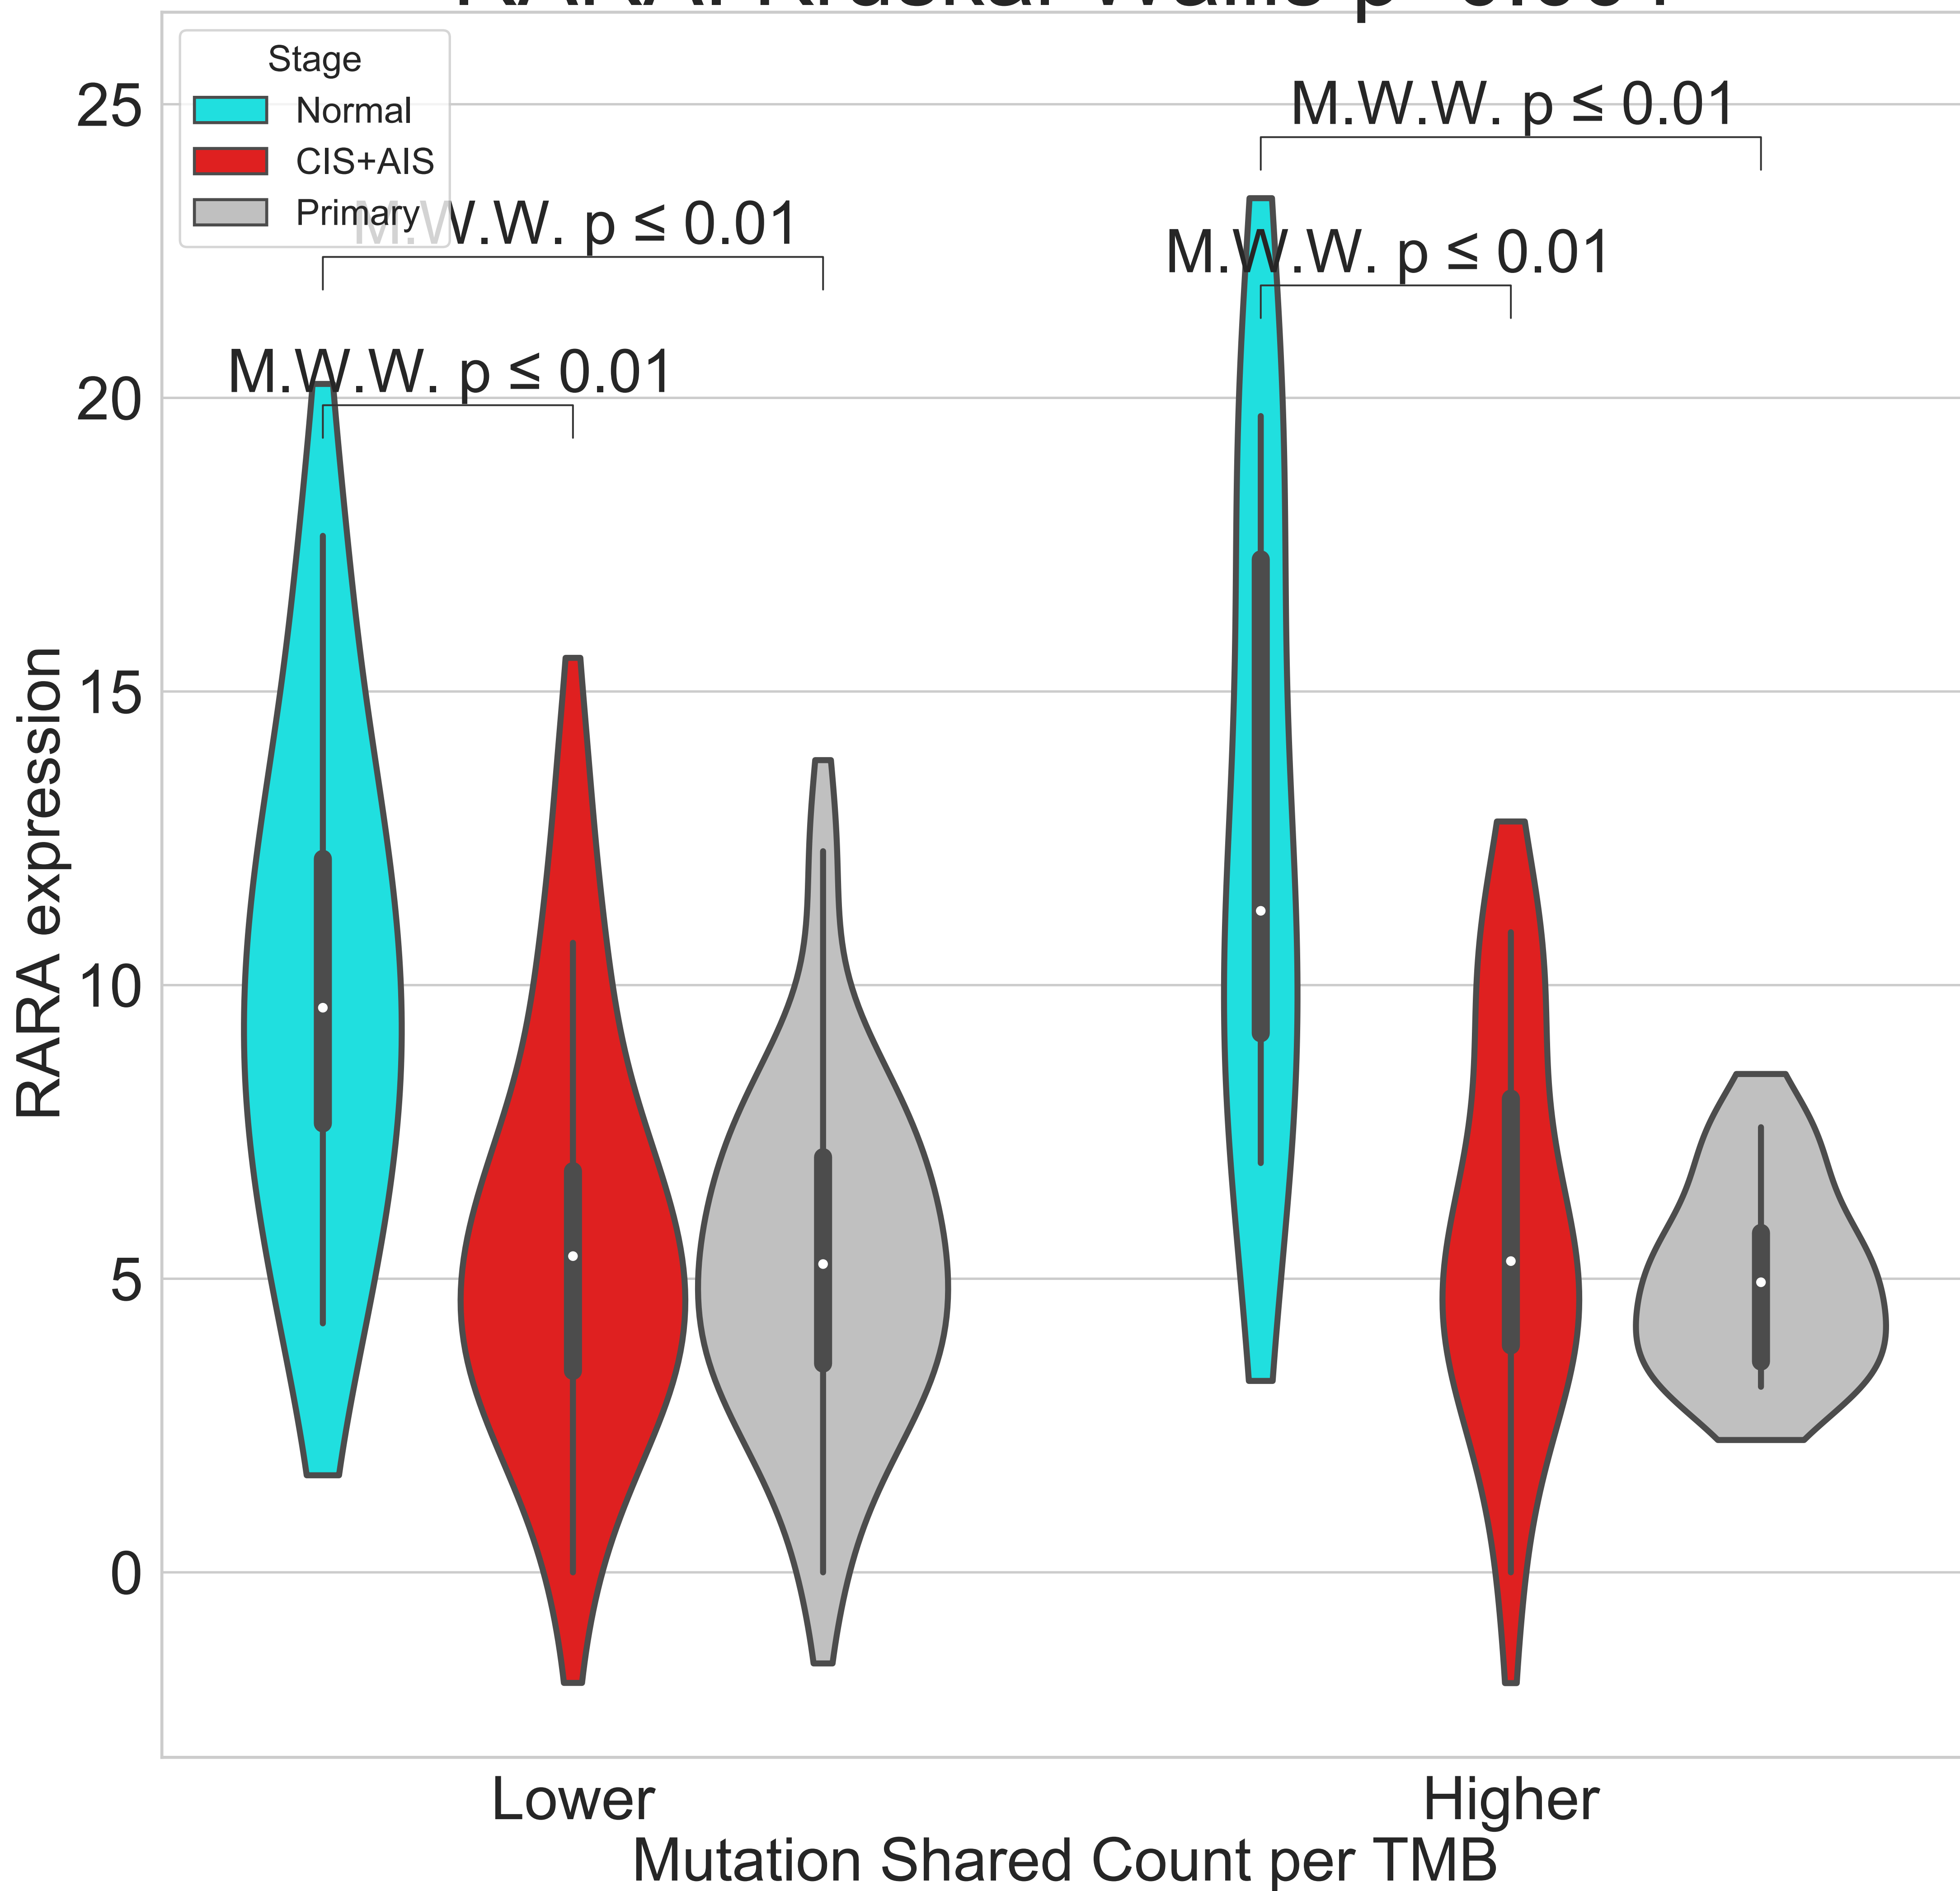 Stage
Normal
CIS+AIS
Primary
M.W.W. p ≤ 0.01
M.W.W. p ≤ 0.01
M.W.W. p ≤ 0.01
M.W.W. p ≤ 0.01
25
20
15
10
5
0
RARA expression
Lower
Higher
Mutation Shared Count per TMB